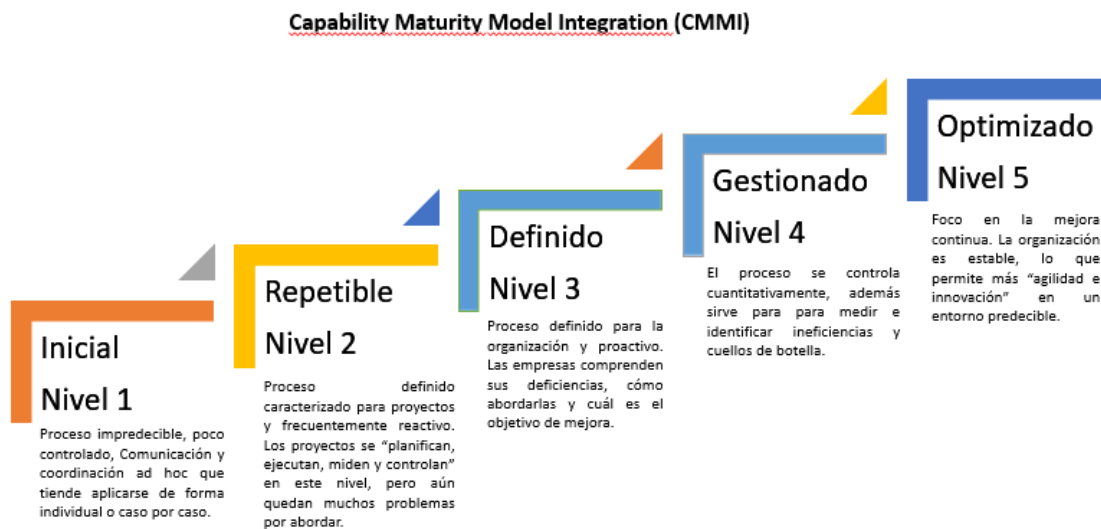 Capability Maturity Model Integration (CMMI)
Inicial
Nivel 1
Proceso impredecible, poco
controlado, Comunicación y
coordinación ad hoc que
tiende aplicarse de forma
individual o caso por caso.
Repetible
Nivel 2
Proceso definido
caracterizado para proyectos
y frecuentemente reactivo.
Los proyectos se “planifican,
ejecutan, miden y controlan”
en este nivel, pero aún
quedan muchos problemas
por abordar.
Definido
Nivel 3
Proceso definido para la
organización y proactivo.
Las empresas comprenden
sus deficiencias, cómo
abordarlas y cuál es el
objetivo de mejora.
Gestionado
Nivel 4
El proceso se controla
cuantitativamente, además
sirve para para medir e
identificar ineficiencias y
cuellos de botella.
Optimizado
Nivel 5
Foco en la mejora
continua. La organización
es estable, lo que
permite más “agilidad e
innovación” en un
entorno predecible.